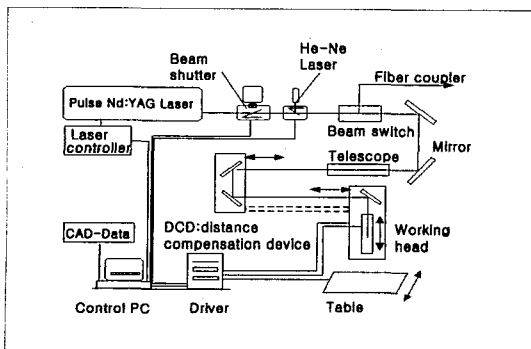 Beam
shutter
He-Ne
Laser
Fiber coupler
Pulse Nd:YAG Laser
Beam switch
Laser
controller
Mirror
Telescope
CAD-Data
DCD:distance
compensation device
Working
head
Control PC
Driver
Table